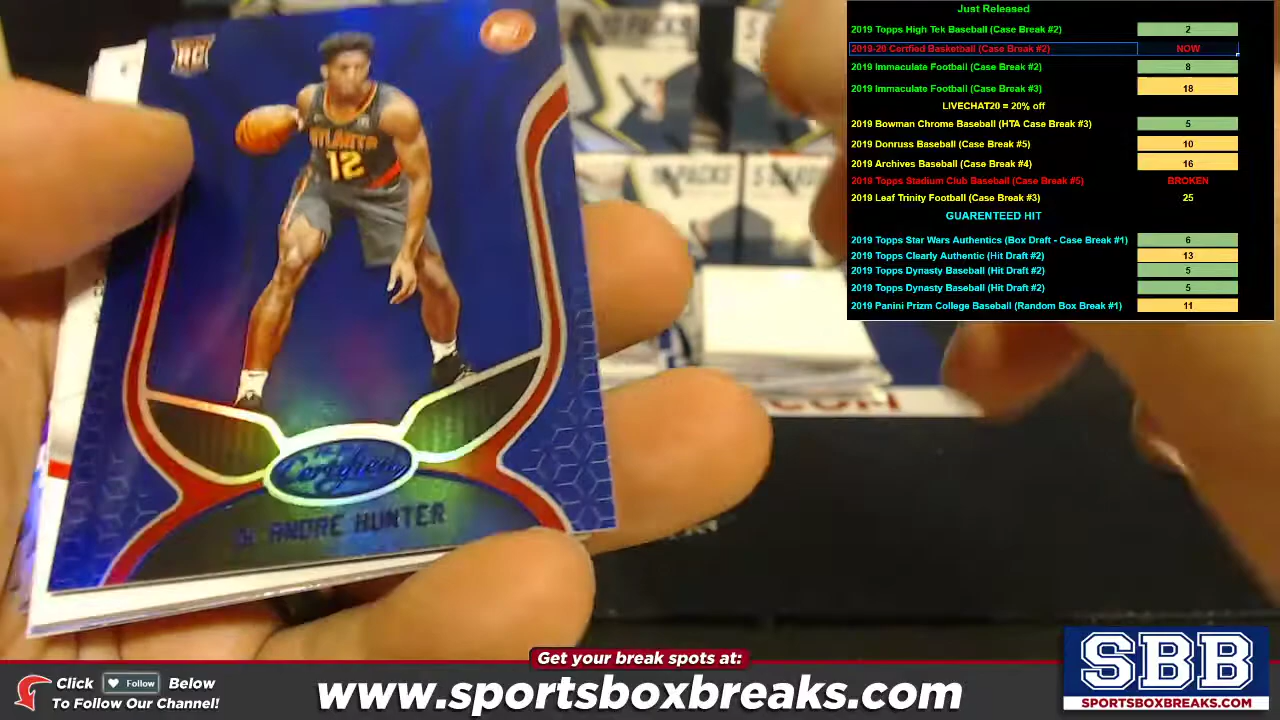 Just Released
2019 Topps High Tek Baseball (Case Break #2) 2
2019-20 Certfied Basketball (Case Break #2) NOW
2019 Immaculate Football (Case Break #2) 8
2019 Immaculate Football (Case Break #3) 18
LIVECHAT20 = 20% off
2019 Bowman Chrome Baseball (HTA Case Break #3) 5
2019 Donruss Baseball (Case Break #5) 10
2019 Archives Baseball (Case Break #4) 16
2019 Topps Stadium Club Baseball (Case Break #5) BROKEN
2019 Leaf Trinity Football (Case Break #3) 25
GUARENTEED HIT
2019 Topps Star Wars Authentics (Box Draft - Case Break #1) 6
2019 Topps Clearly Authentic (Hit Draft #2) 13
2019 Topps Dynasty Baseball (Hit Draft #2) 5
2019 Topps Dynasty Baseball (Hit Draft #2) 5
2019 Panini Prizm College Baseball (Random Box Break #1) 11
RC
ATLANTA
12
PACKS
Certified
DE ANDRE HUNTER
.COM
Get your break spots at:
www.sportsboxbreaks.com
Click Follow Below
To Follow Our Channel!
SBB
SPORTSBOXBREAKS.COM